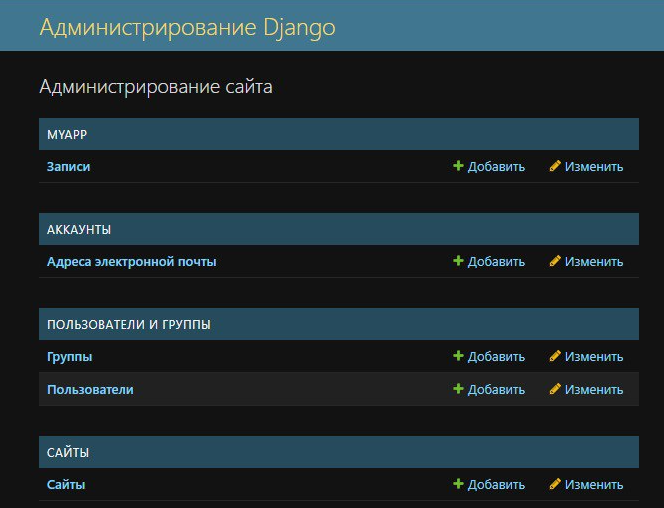 Администрирование Django
Администрирование сайта
MYAPP
Записи Добавить Изменить
АККАУНТЫ
Адреса электронной почты Добавить Изменить
ПОЛЬЗОВАТЕЛИ И ГРУППЫ
Группы Добавить Изменить
Пользователи Добавить Изменить
САЙТЫ
Сайты Добавить Изменить